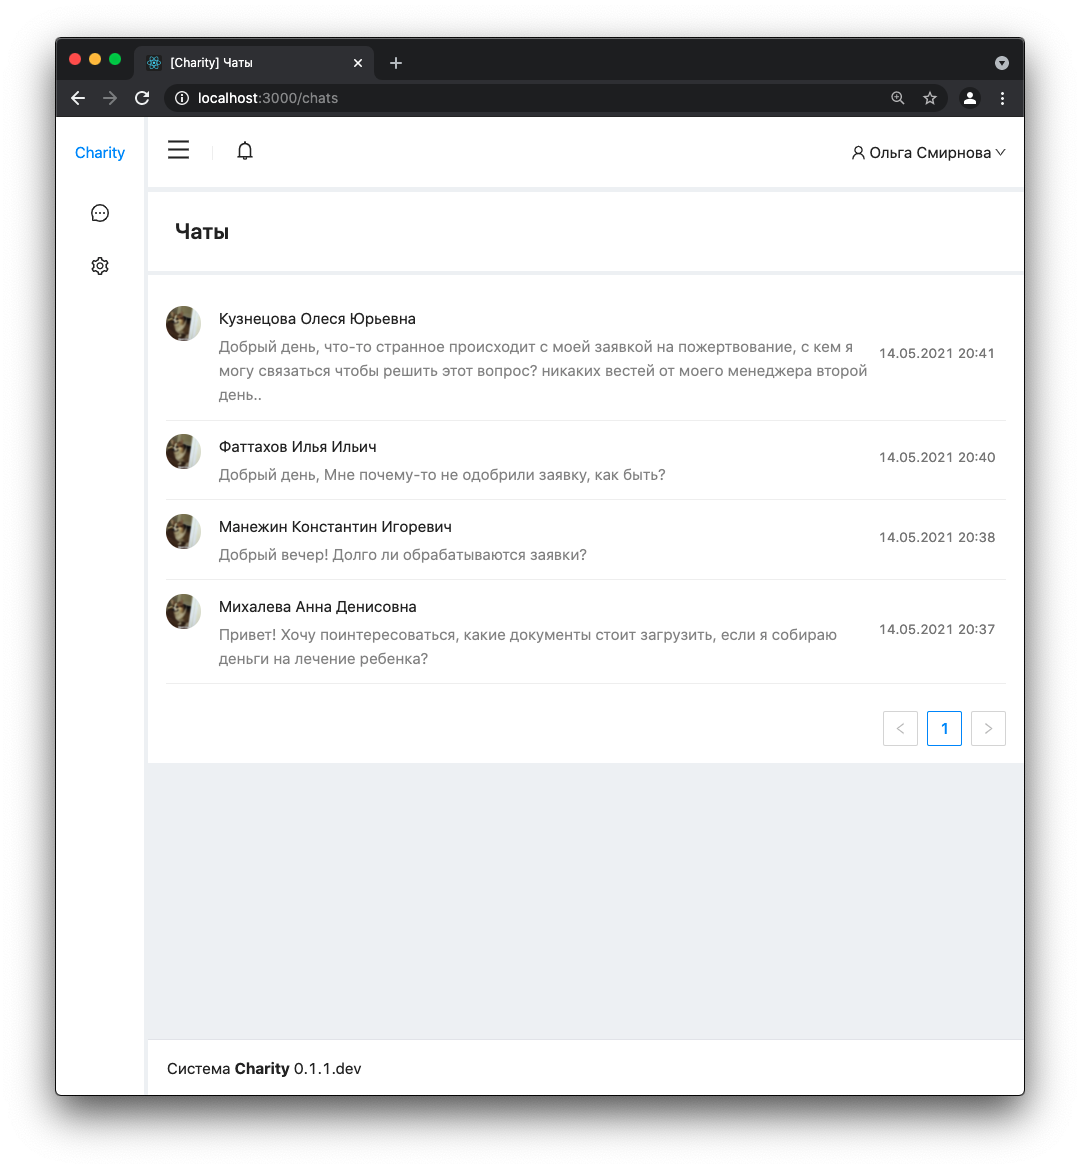 [Charity] Чаты
localhost:3000/chats
Charity
Ольга Смирнова
Чаты
Кузнецова Олеся Юрьевна
Добрый день, что-то странное происходит с моей заявкой на пожертвование, с кем я
могу связаться чтобы решить этот вопрос? никаких вестей от моего менеджера второй
день..
14.05.2021 20:41
Фаттахов Илья Ильич
Добрый день, Мне почему-то не одобрили заявку, как быть?
14.05.2021 20:40
Манежин Константин Игоревич
Добрый вечер! Долго ли обрабатываются заявки?
14.05.2021 20:38
Михалева Анна Денисовна
Привет! Хочу поинтересоваться, какие документы стоит загрузить, если я собираю
деньги на лечение ребенка?
14.05.2021 20:37
< 1 >
Система Charity 0.1.1.dev